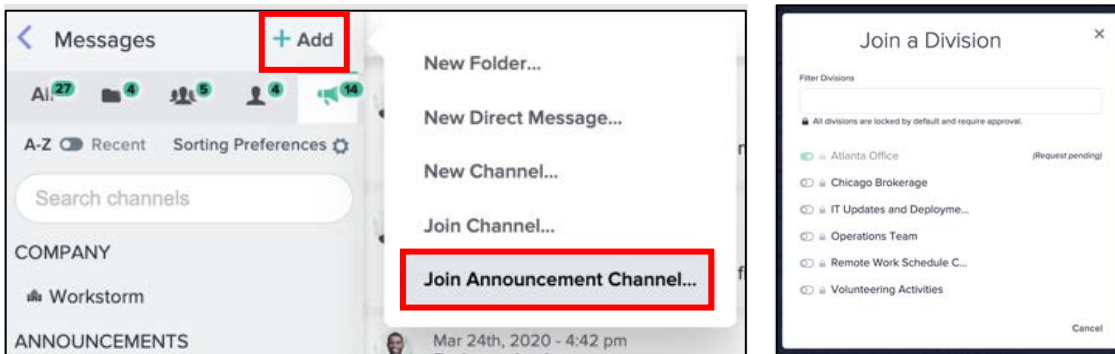 Messages
+ Add
Al. 27 4 5 4 14
A-Z Recent Sorting Preferences
Search channels
COMPANY
Workstorm
ANNOUNCEMENTS
New Folder...
New Direct Message...
New Channel...
Join Channel...
Join Announcement Channel...
Mar 24th, 2020 - 4:42 pm
Join a Division
×
Filter Divisions
All divisions are locked by default and require approval.
Atlanta Office (Request pending)
Chicago Brokerage
IT Updates and Deployme...
Operations Team
Remote Work Schedule C...
Volunteering Activities
Cancel